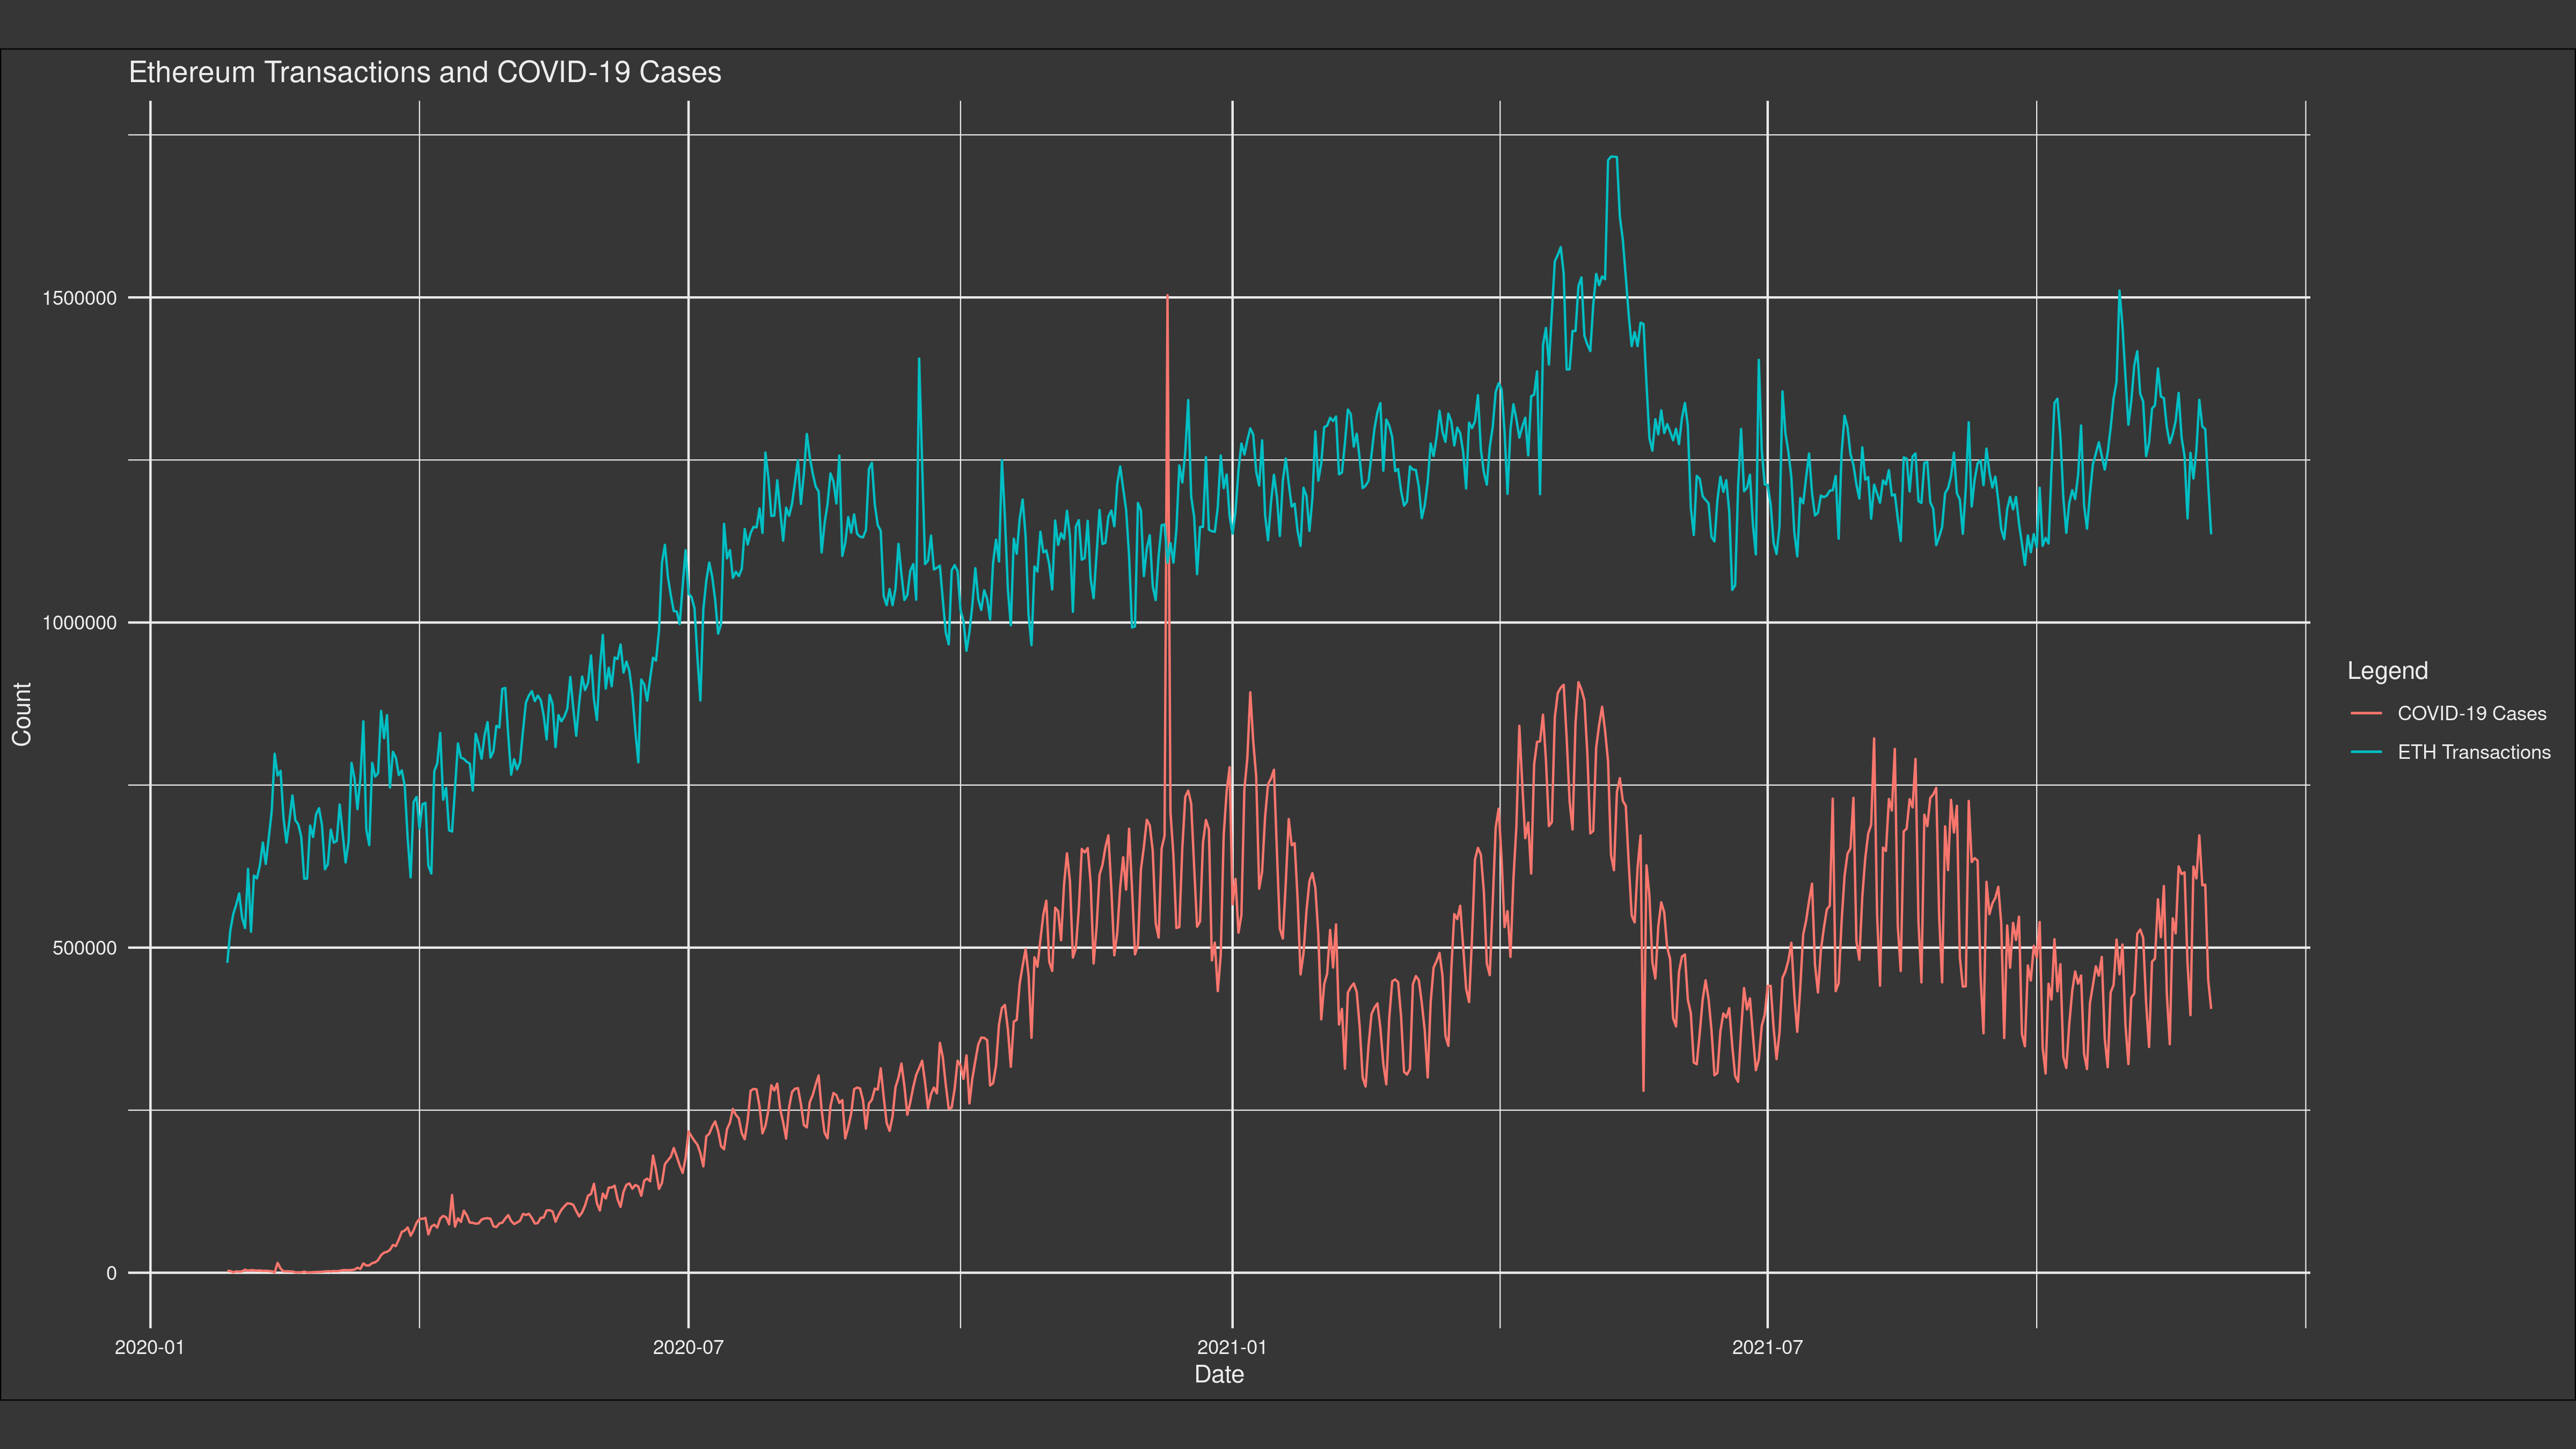 Ethereum Transactions and COVID-19 Cases
Count
1500000
1000000
500000
0
2020-01
2020-07
2021-01
2021-07
Date
Legend
COVID-19 Cases
ETH Transactions